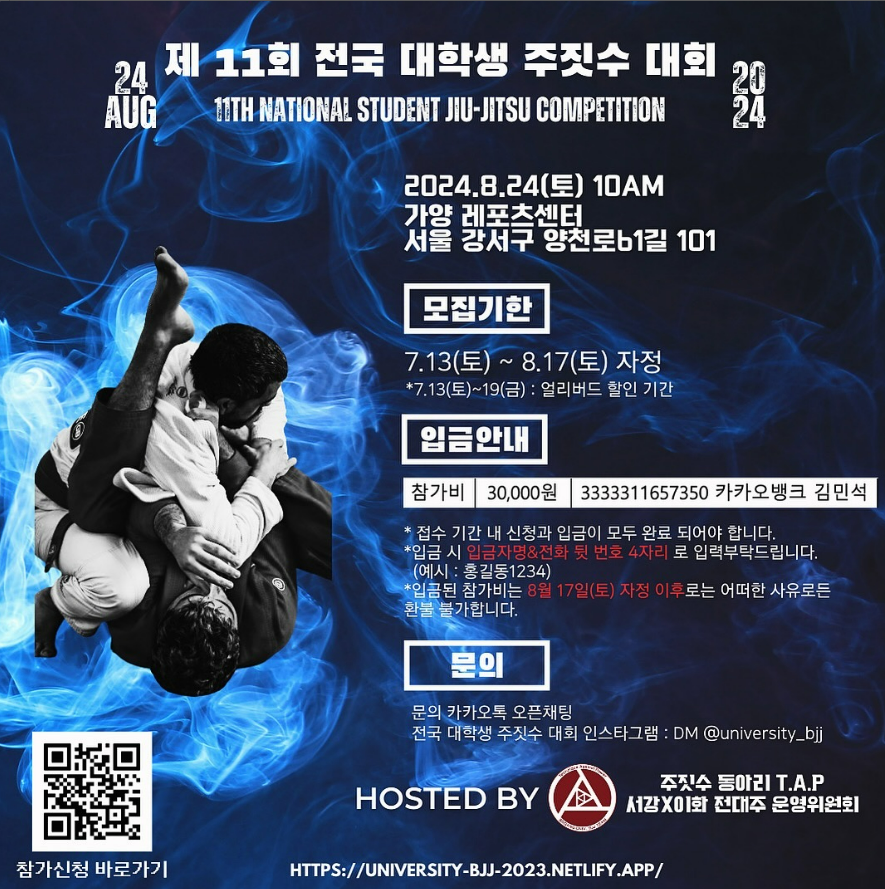 제 11회 전국 대학생 주짓수 대회
24
AUG
11TH NATIONAL STUDENT JIU-JITSU COMPETITION
20
24
2024.8.24(토) 10AM
가양 레포츠센터
서울 강서구 양천로61길 101
모집기한
7.13(토) ~ 8.17(토) 자정
*7.13(토)~19(금) : 얼리버드 할인 기간
입금안내
참가비 30,000원 3333311657350 카카오뱅크 김민석
* 접수 기간 내 신청과 입금이 모두 완료 되어야 합니다.
*입금 시 입금자명&전화 뒷 번호 4자리 로 입력부탁드립니다.
(예시 : 홍길동1234)
*입금된 참가비는 8월 17일(토) 자정 이후로는 어떠한 사유로든
환불 불가합니다.
문의
문의 카카오톡 오픈채팅
전국 대학생 주짓수 대회 인스타그램 : DM @university_bjj
HOSTED BY
주짓수 동아리 T.A.P
서강X이화 전대주 운영위원회
참가신청 바로가기
HTTPS://UNIVERSITY-BJJ-2023.NETLIFY.APP/